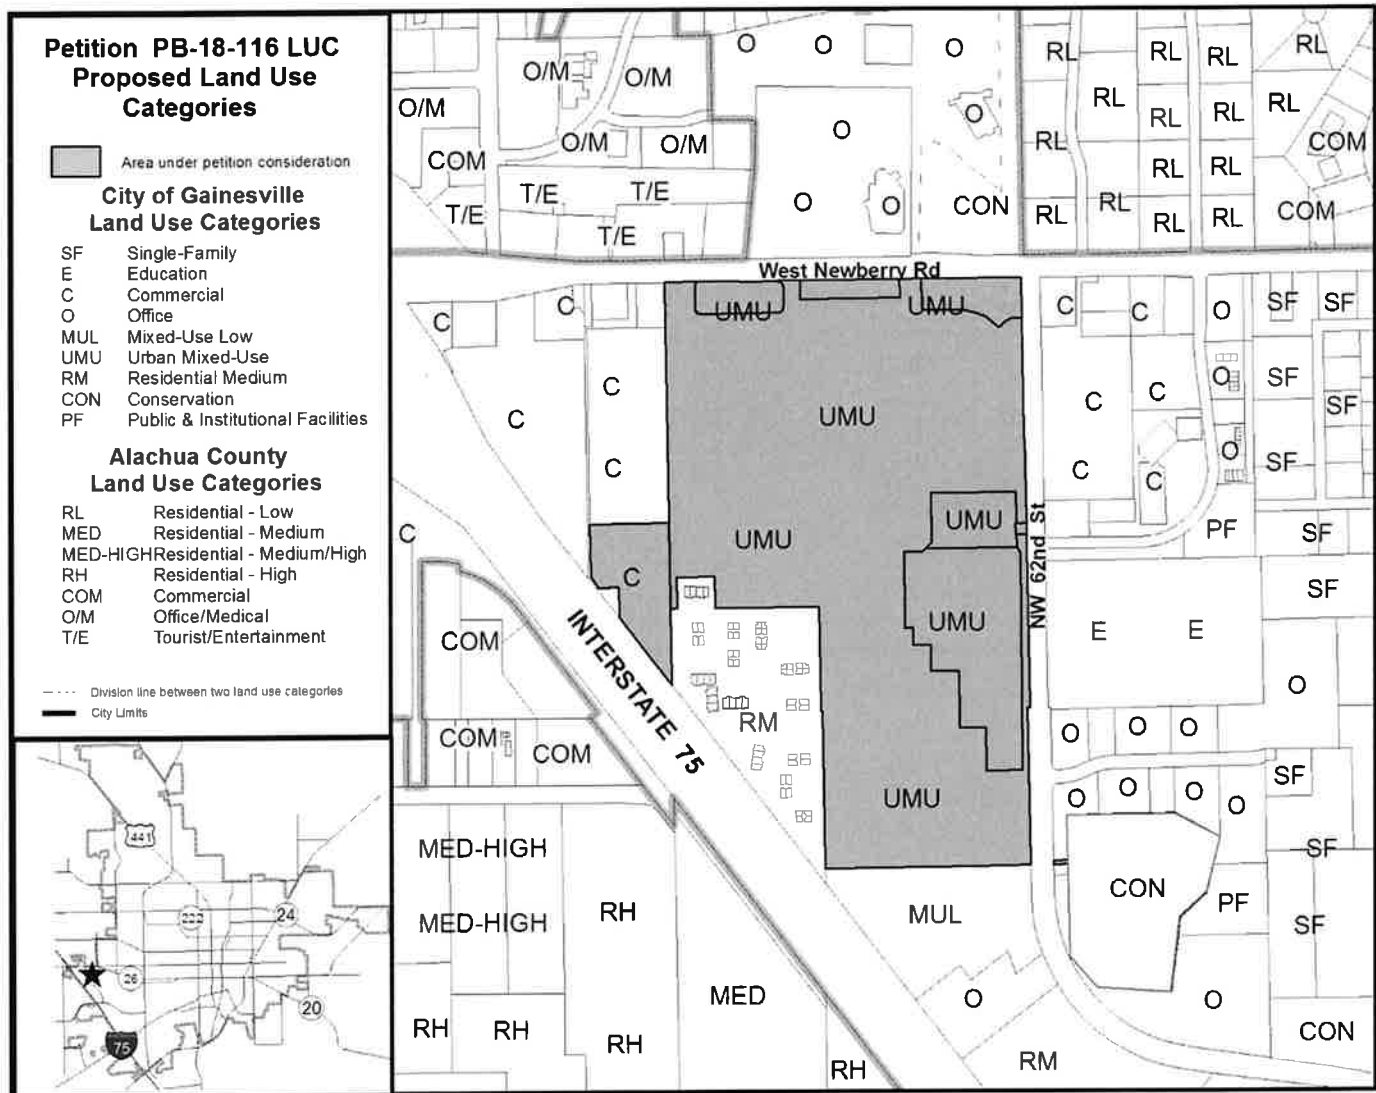 Petition PB-18-116 LUC
Proposed Land Use
Categories
Area under petition consideration
City of Gainesville
Land Use Categories
SF Single-Family
E Education
C Commercial
O Office
MUL Mixed-Use Low
UMU Urban Mixed-Use
RM Residential Medium
CON Conservation
PF Public & Institutional Facilities
Alachua County
Land Use Categories
RL Residential - Low
MED Residential - Medium
MED-HIGH Residential - Medium/High
RH Residential - High
COM Commercial
O/M Office/Medical
T/E Tourist/Entertainment
Division line between two land use categories
City Limits
441
222
24
26
20
75
O O O RL RL RL RL
O/M O/M
O/M RL RL
O O RL RL
O/M O/M COM COM
RL
RL RL
T/E T/E O O CON RL RL
T/E RL RL COM
T/E
West Newberry Rd
UMU UMU C C O SF SF
C C
C O SF
C UMU C C SF
C C O SF
C
C UMU UMU PF SF
C NW 62nd St
SF
COM INTERSTATE 75 UMU E E
O
RM O O O
COM COM
SF
UMU O O O O
MED-HIGH SF
CON
MED-HIGH RH MUL PF SF
MED O O
RH RH RH CON
RH RM